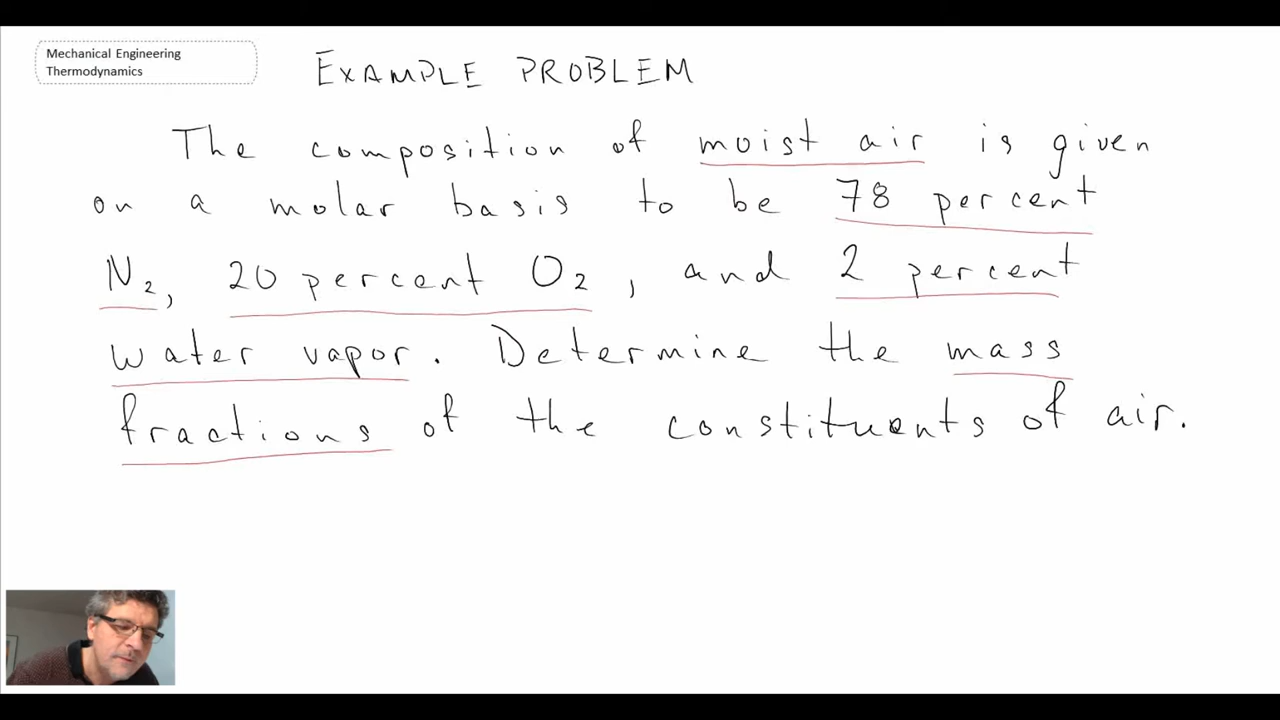 Mechanical Engineering
Thermodynamics
EXAMPLE PROBLEM
The composition of moist air is given
on a molar basis to be 78 percent
N₂, 20 percent O₂, and 2 percent
water vapor. Determine the mass
fractions of the constituents of air.